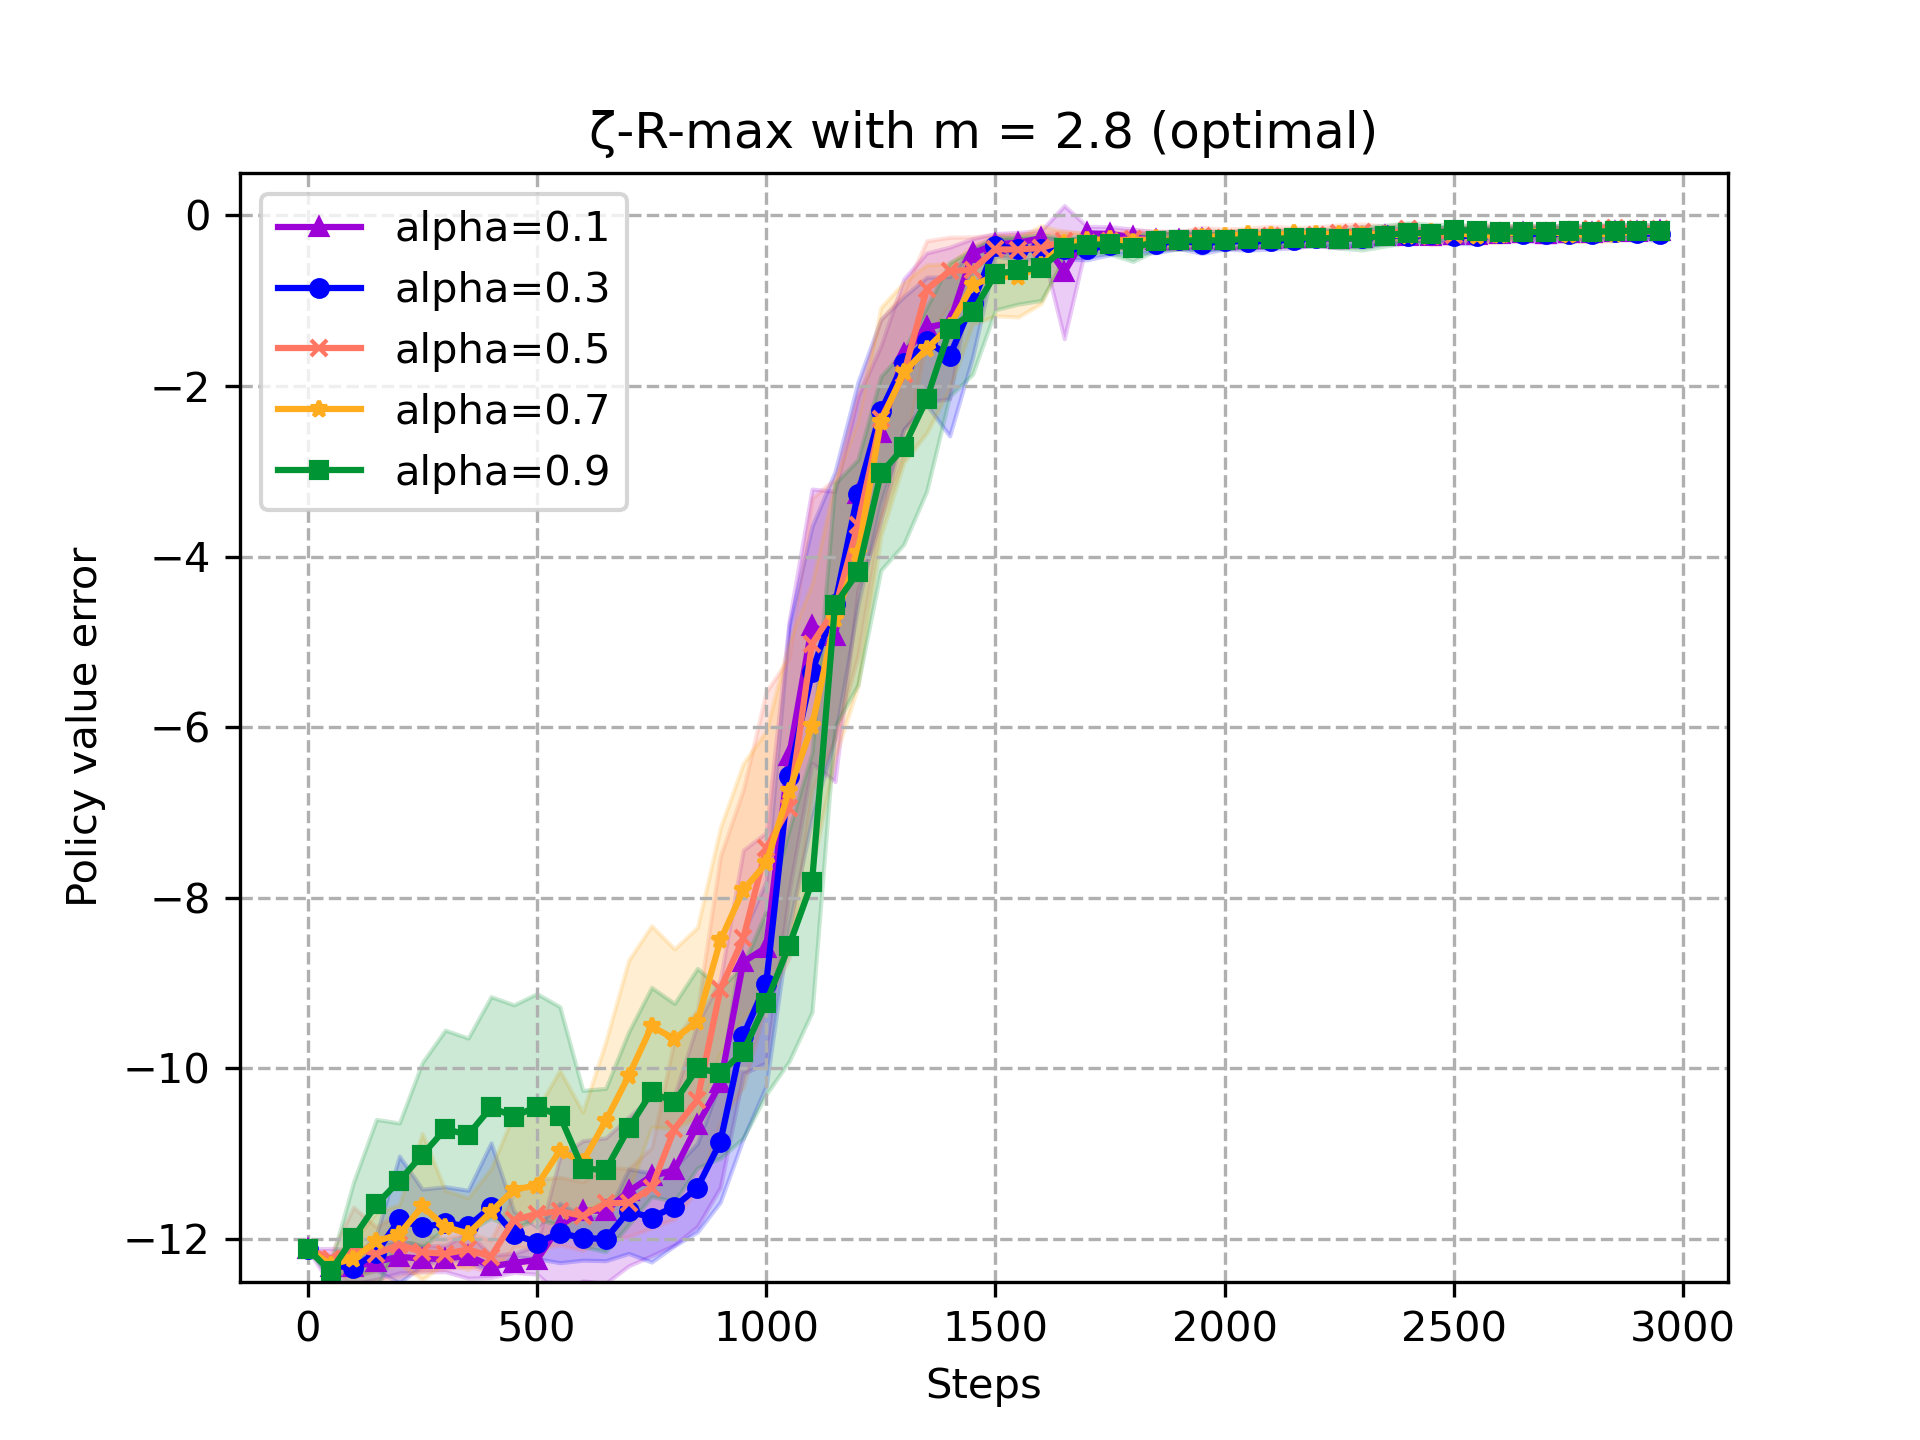 ζ-R-max with m = 2.8 (optimal)
alpha=0.1
alpha=0.3
alpha=0.5
alpha=0.7
alpha=0.9
Policy value error
0
−2
−4
−6
−8
−10
−12
0 500 1000 1500 2000 2500 3000
Steps